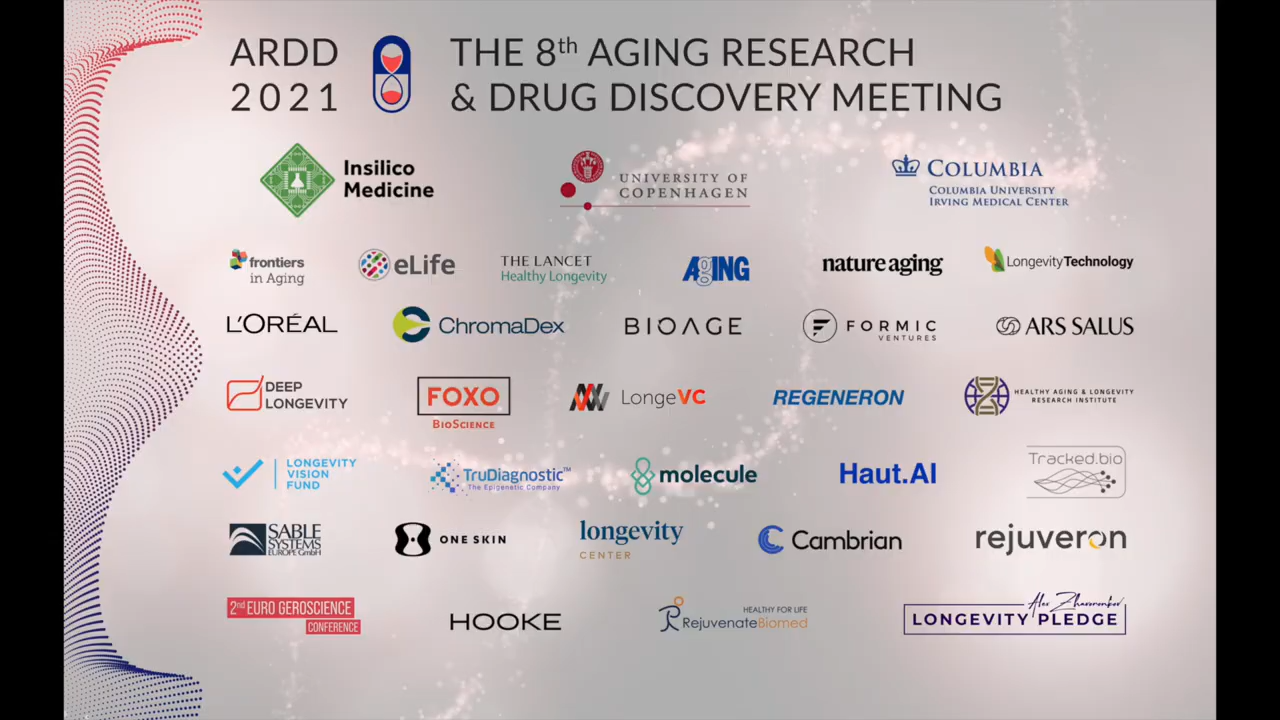 ARDD
2021
THE 8th AGING RESEARCH
& DRUG DISCOVERY MEETING
Insilico
Medicine
UNIVERSITY OF
COPENHAGEN
COLUMBIA
COLUMBIA UNIVERSITY
IRVING MEDICAL CENTER
frontiers
in Aging
eLife
THE LANCET
Healthy Longevity
AgING
nature aging
LongevityTechnology
L'ORÉAL
ChromaDex
BIOAGE
FORMIC
VENTURES
ARS SALUS
DEEP
LONGEVITY
FOXO
BIOSCIENCE
LongeVC
REGENERON
HEALTHY AGING & LONGEVITY
RESEARCH INSTITUTE
LONGEVITY
VISION
FUND
TruDiagnostic™
The Epigenetic Company
molecule
Haut.AI
Tracked.bio
SABLE
SYSTEMS
EUROPE GmbH
ONE SKIN
longevity
CENTER
Cambrian
rejuveron
2nd EURO GEROSCIENCE
CONFERENCE
HOOKE
HEALTHY FOR LIFE
RejuvenateBiomed
Alex Zhavoronkov
LONGEVITY PLEDGE